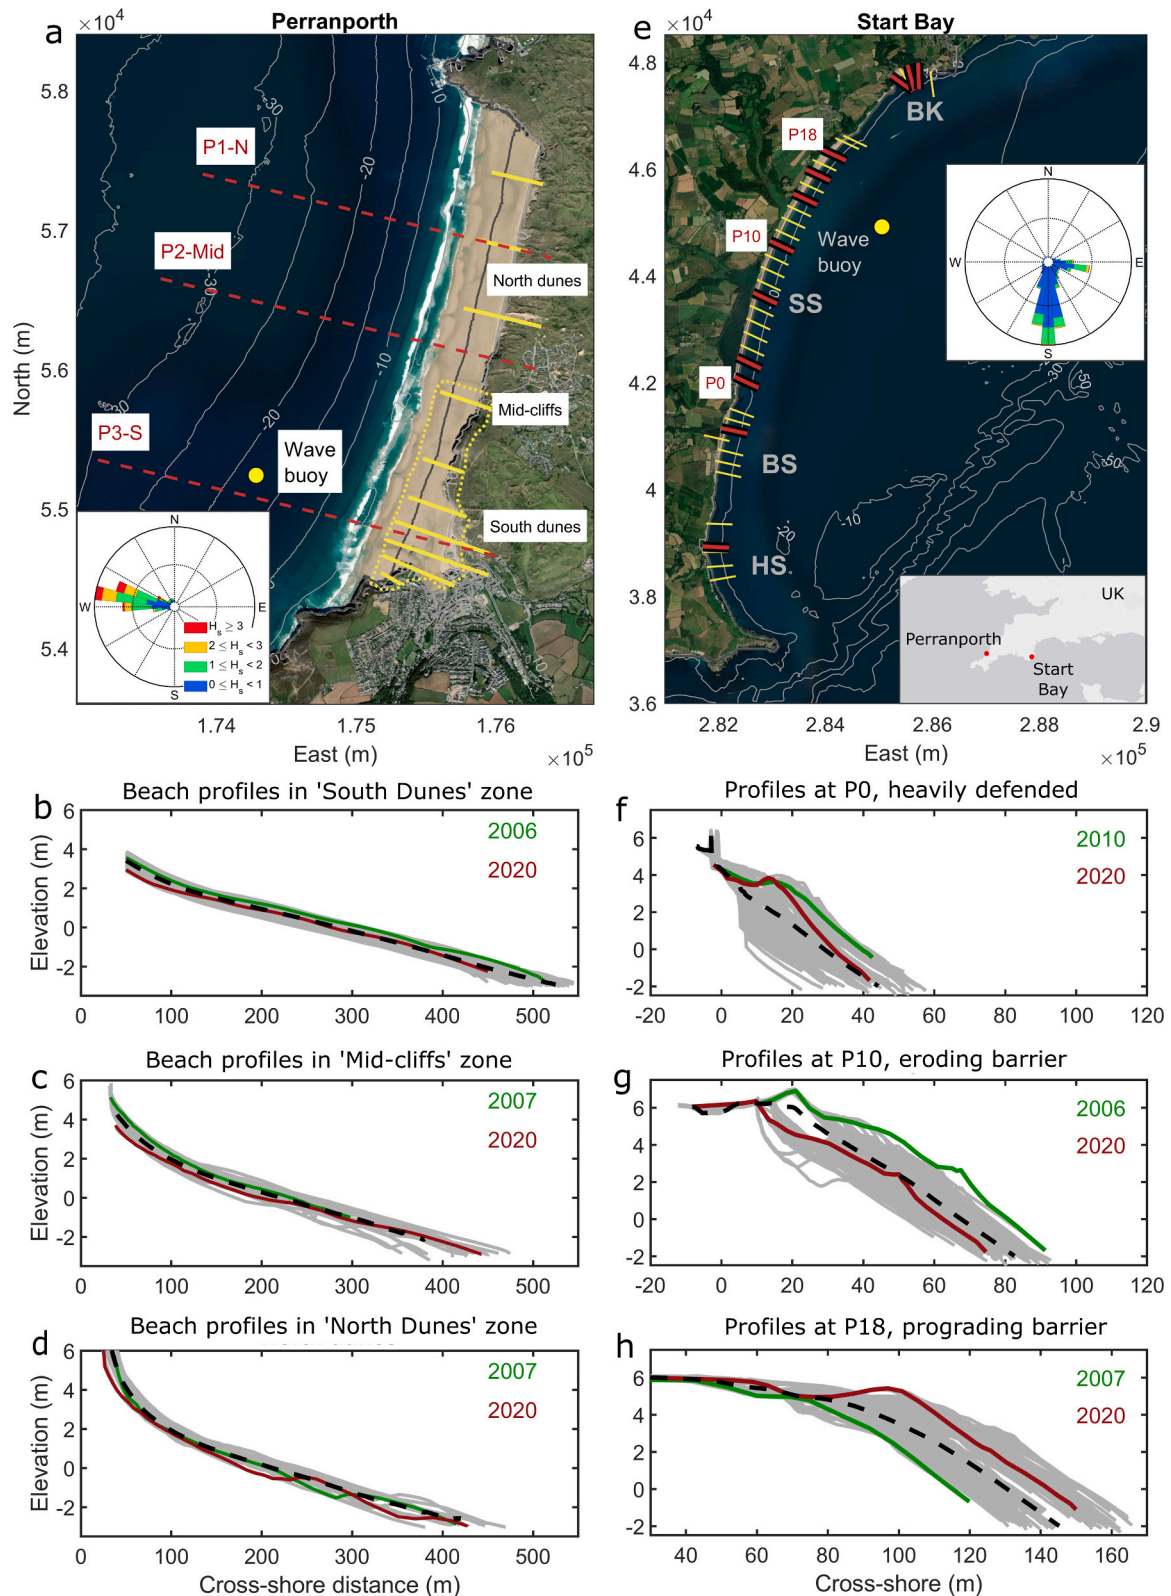 a
×10⁴
Perranporth
5.8
5.7
5.6
5.5
5.4
North (m)
P1-N
P2-Mid
P3-S
-30
-20
-10
-30
-10
-30
-20
North dunes
Mid-cliffs
South dunes
Wave
buoy
N
W
E
S
Hs ≥ 3
2 ≤ Hs < 3
1 ≤ Hs < 2
0 ≤ Hs < 1
1.74
1.75
1.76
East (m)
×10⁵
e
×10⁴
Start Bay
4.8
4.6
4.4
4.2
4
3.8
3.6
BK
P18
P10
P0
Wave
buoy
SS
BS
HS
N
W
E
S
-30
-50
-50
-10
-20
UK
Perranporth
Start
Bay
2.82
2.84
2.86
2.88
2.9
East (m)
×10⁵
b
Beach profiles in 'South Dunes' zone
2006
2020
6
4
2
0
-2
Elevation (m)
0
100
200
300
400
500
c
Beach profiles in 'Mid-cliffs' zone
2007
2020
6
4
2
0
-2
Elevation (m)
0
100
200
300
400
500
d
Beach profiles in 'North Dunes' zone
2007
2020
6
4
2
0
-2
Elevation (m)
0
100
200
300
400
500
Cross-shore distance (m)
f
Profiles at P0, heavily defended
2010
2020
6
4
2
0
-2
-20
0
20
40
60
80
100
120
g
Profiles at P10, eroding barrier
2006
2020
6
4
2
0
-2
-20
0
20
40
60
80
100
120
h
Profiles at P18, prograding barrier
2007
2020
6
4
2
0
-2
40
60
80
100
120
140
160
Cross-shore (m)